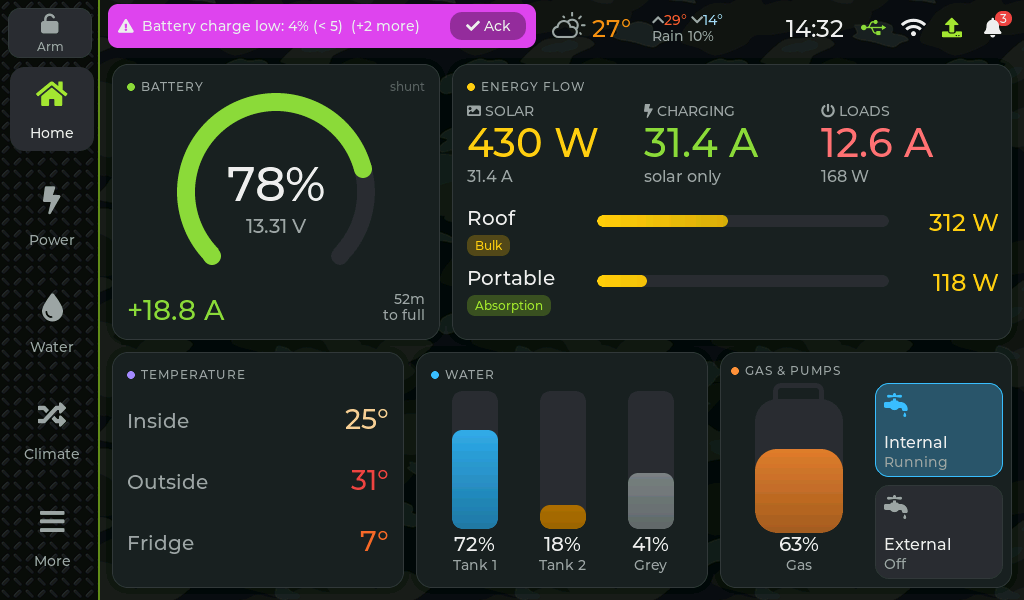 Arm
Battery charge low: 4% (< 5)  (+2 more)
Ack
27°
29° 14°
Rain 10%
14:32
3
Home
Power
Water
Climate
More
BATTERY
shunt
78%
13.31 V
+18.8 A
52m
to full
ENERGY FLOW
SOLAR
430 W
31.4 A
CHARGING
31.4 A
solar only
LOADS
12.6 A
168 W
Roof
Bulk
312 W
Portable
Absorption
118 W
TEMPERATURE
Inside 25°
Outside 31°
Fridge 7°
WATER
72%
Tank 1
18%
Tank 2
41%
Grey
GAS & PUMPS
63%
Gas
Internal
Running
External
Off